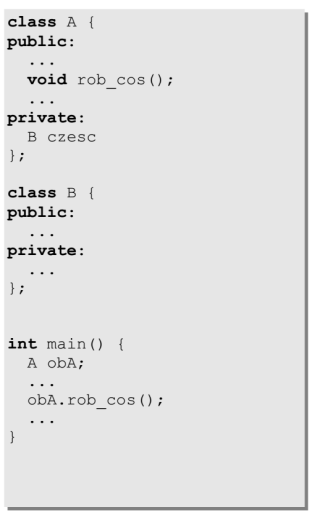 class A {
public:
...
void rob_cos();
...
private:
B czesc
};
class B {
public:
...
private:
...
};
int main() {
A obA;
...
obA.rob_cos();
...
}